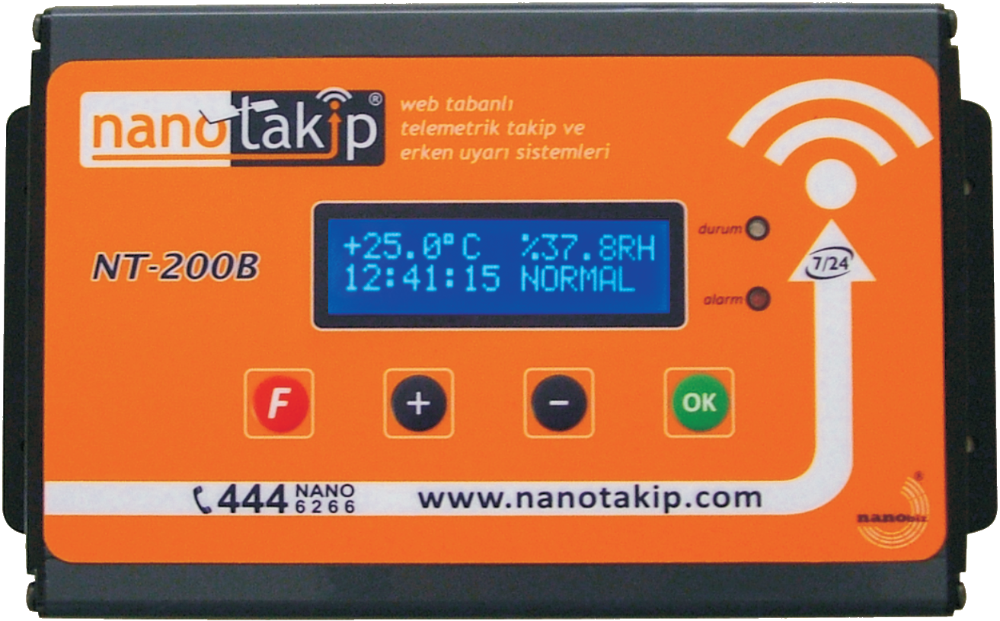 nanotakip®
web tabanlı
telemetrik takip ve
erken uyarı sistemleri
NT-200B
+25.0°C %37.8RH
12:41:15 NORMAL
durum
alarm
7/24
F + - OK
444 NANO
6266
www.nanotakip.com
nanobiz®